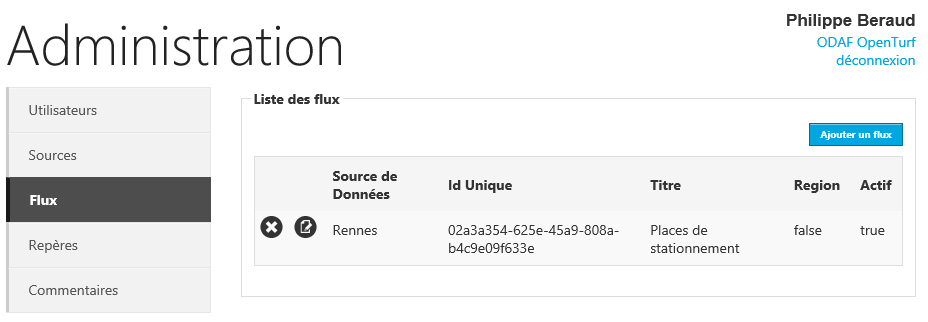 Administration
Philippe Beraud
ODAF OpenTurf
déconnexion
Utilisateurs
Sources
Flux
Repères
Commentaires
Liste des flux
Ajouter un flux
Source de
Données
Id Unique
Titre
Region
Actif
Rennes
02a3a354-625e-45a9-808a-
b4c9e09f633e
Places de
stationnement
false
true